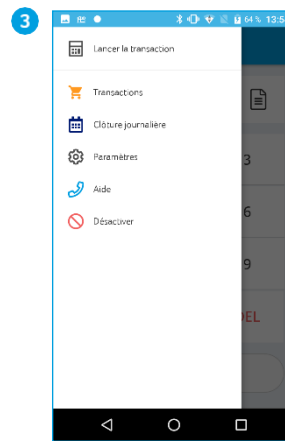 3
64 % 13:5
Lancer la transaction
Transactions
3
Clôture journalière
Paramètres
6
Aide
Désactiver
9
DEL